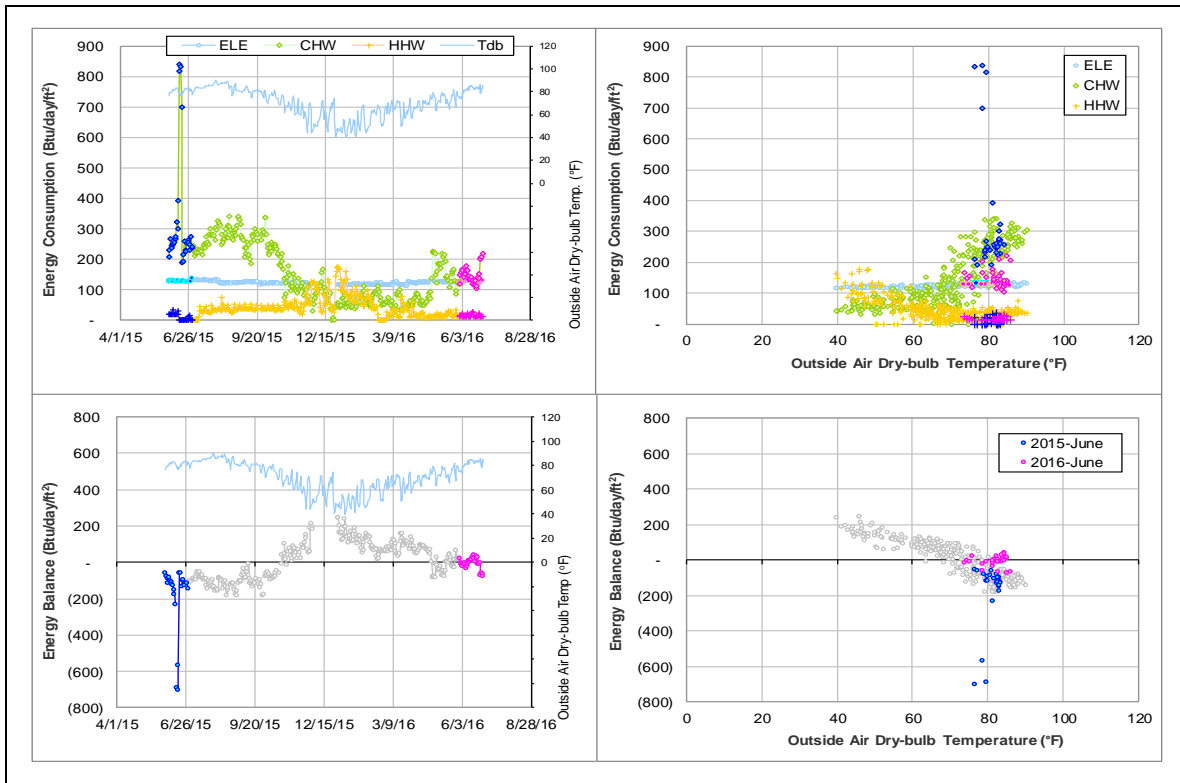 ELE CHW HHW Tdb
Energy Consumption (Btu/day/ft²)
900
800
700
600
500
400
300
200
100
-
120
100
80
60
40
20
0
Outside Air Dry-bulb Temp. (°F)
4/1/15 6/26/15 9/20/15 12/15/15 3/9/16 6/3/16 8/28/16
Energy Consumption (Btu/day/ft²)
900
800
700
600
500
400
300
200
100
-
ELE
CHW
HHW
0 20 40 60 80 100 120
Outside Air Dry-bulb Temperature (°F)
Energy Balance (Btu/day/ft²)
800
600
400
200
-
(200)
(400)
(600)
(800)
120
100
80
60
40
20
0
Outside Air Dry-bulb Temp (°F)
4/1/15 6/26/15 9/20/15 12/15/15 3/9/16 6/3/16 8/28/16
Energy Balance (Btu/day/ft²)
800
600
400
200
-
(200)
(400)
(600)
(800)
2015-June
2016-June
0 20 40 60 80 100 120
Outside Air Dry-bulb Temperature (°F)